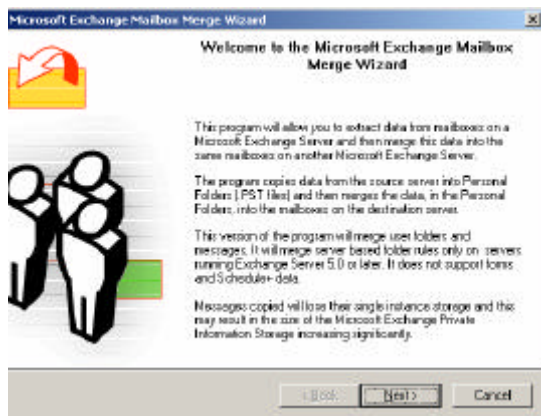 Microsoft Exchange Mailbox Merge Wizard
Welcome to the Microsoft Exchange Mailbox
Merge Wizard
This program will allow you to extract data from mailboxes on a
Microsoft Exchange Server and then merge this data into the
same mailboxes on another Microsoft Exchange Server.
The program copies data from the source server into Personal
Folders (.PST files) and then merges the data, in the Personal
Folders, into the mailboxes on the destination server.
This version of the program will merge user folders and
messages. It will merge server based folder rules only on servers
running Exchange Server 5.0 or later. It does not support forms
and Schedule+ data.
Messages copied will lose their single instance storage and this
may result in the size of the Microsoft Exchange Private
Information Storage increasing significantly.
< Back
Next >
Cancel